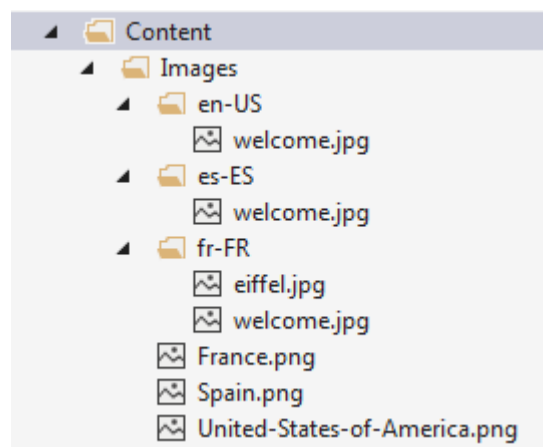 Content
Images
en-US
welcome.jpg
es-ES
welcome.jpg
fr-FR
eiffel.jpg
welcome.jpg
France.png
Spain.png
United-States-of-America.png